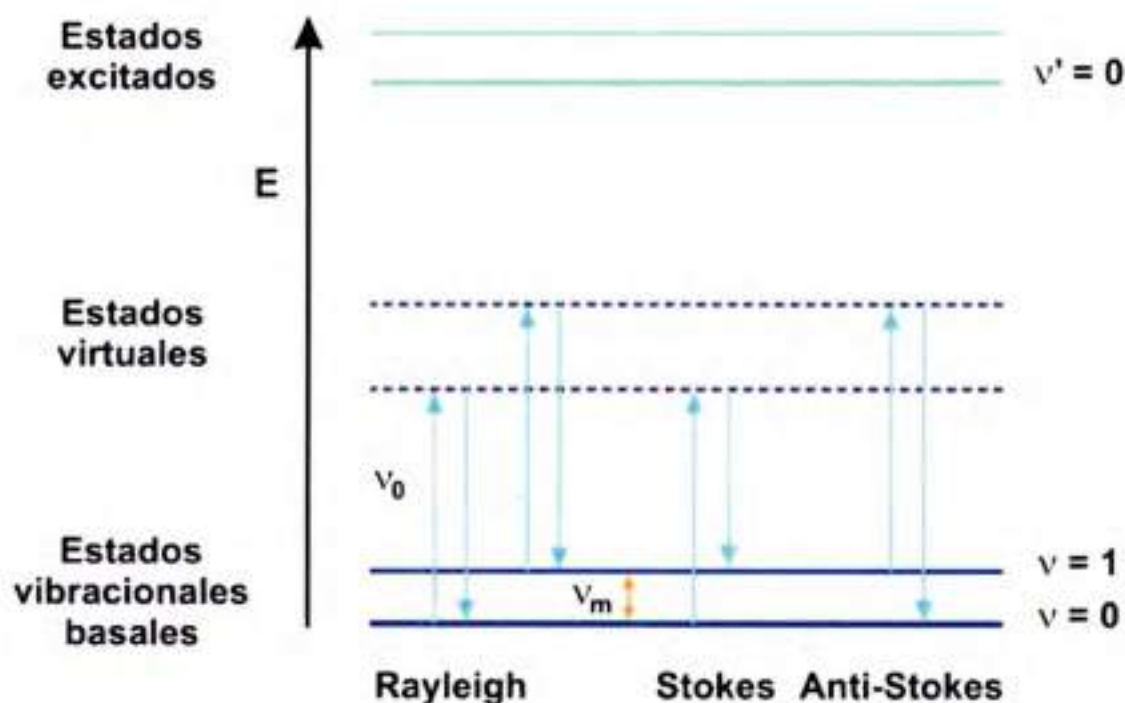 Estados
excitados
ν' = 0
E
Estados
virtuales
ν₀
Estados
vibracionales
basales
ν = 1
νₘ
ν = 0
Rayleigh
Stokes
Anti-Stokes